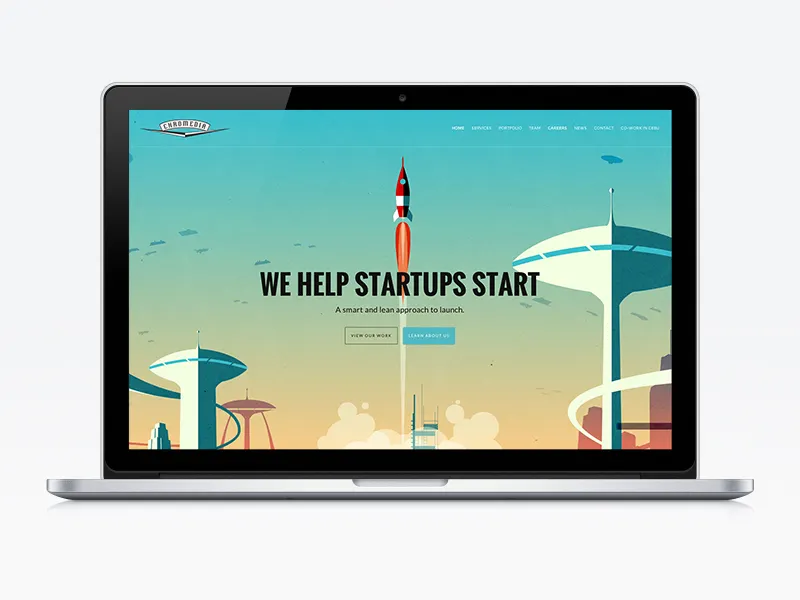 CHROMEDIA
HOME SERVICES PORTFOLIO TEAM CAREERS NEWS CONTACT CO-WORK IN CEBU
WE HELP STARTUPS START
A smart and lean approach to launch.
VIEW OUR WORK LEARN ABOUT US